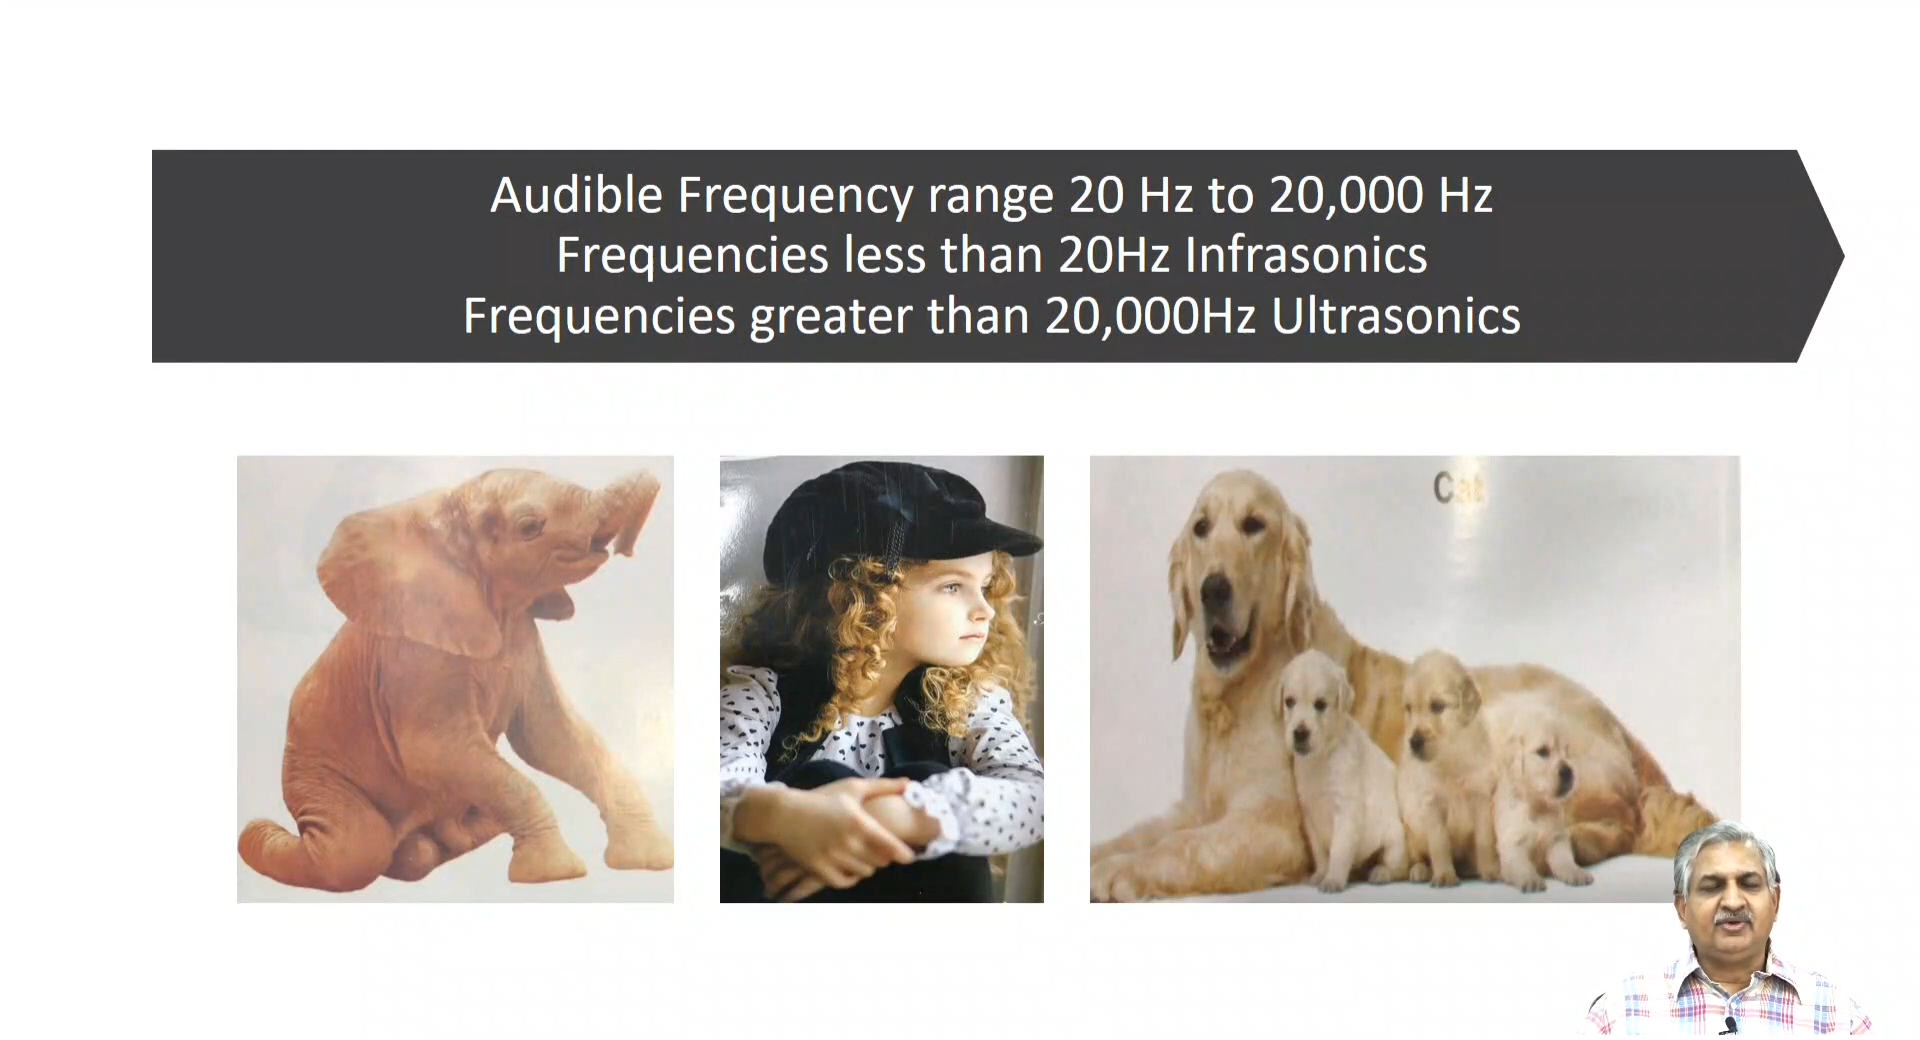 Audible Frequency range 20 Hz to 20,000 Hz
Frequencies less than 20Hz Infrasonics
Frequencies greater than 20,000Hz Ultrasonics
Cat